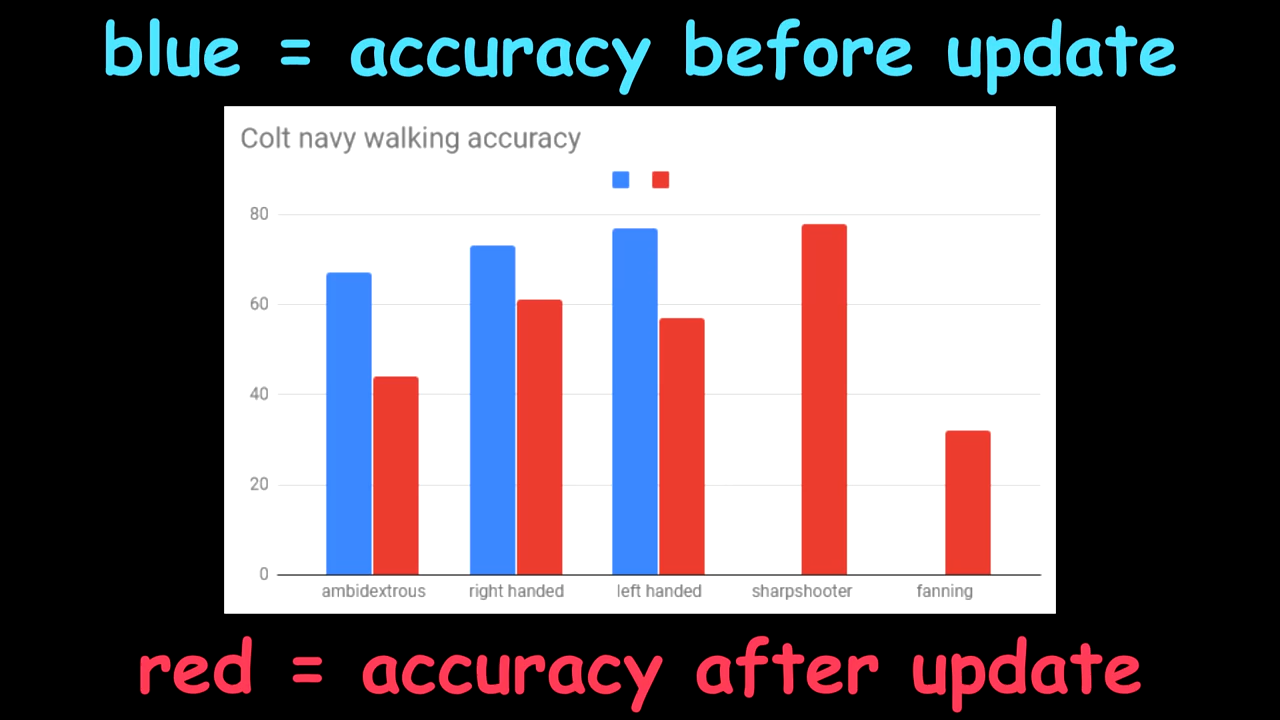 blue = accuracy before update
Colt navy walking accuracy
80
60
40
20
0
ambidextrous right handed left handed sharpshooter fanning
red = accuracy after update